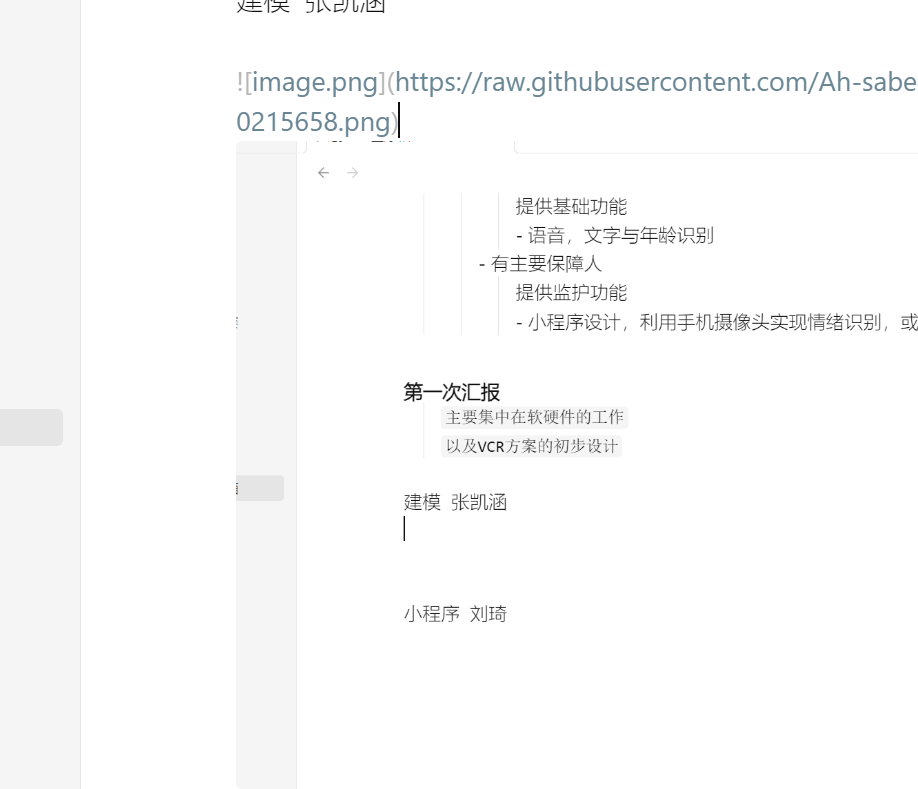 建模 张凯涵
![image.png](https://raw.githubusercontent.com/Ah-sabe
0215658.png)
提供基础功能
- 语音，文字与年龄识别
- 有主要保障人
提供监护功能
- 小程序设计，利用手机摄像头实现情绪识别，或
第一次汇报
主要集中在软硬件的工作
以及VCR方案的初步设计
建模 张凯涵
小程序 刘琦